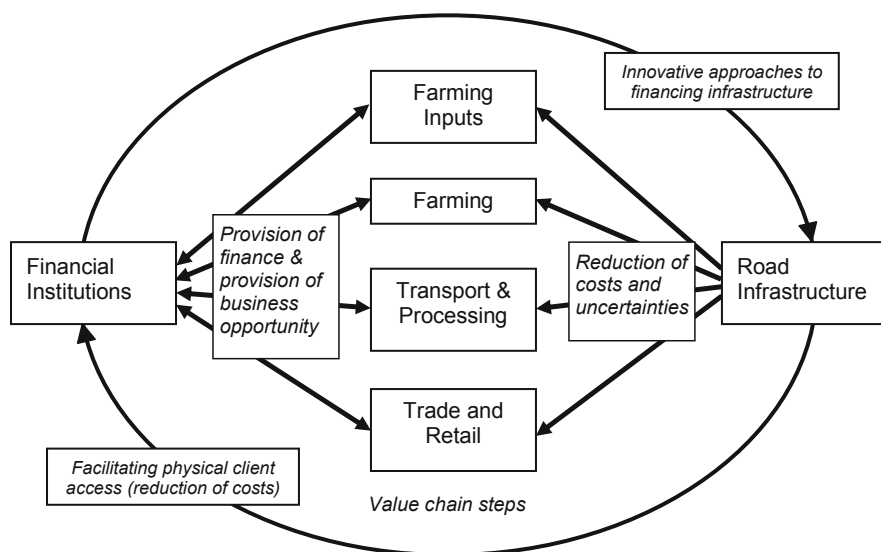 Innovative approaches to
financing infrastructure
Farming
Inputs
Farming
Financial
Institutions
Provision of
finance &
provision of
business
opportunity
Transport &
Processing
Reduction of
costs and
uncertainties
Road
Infrastructure
Trade and
Retail
Facilitating physical client
access (reduction of costs)
Value chain steps